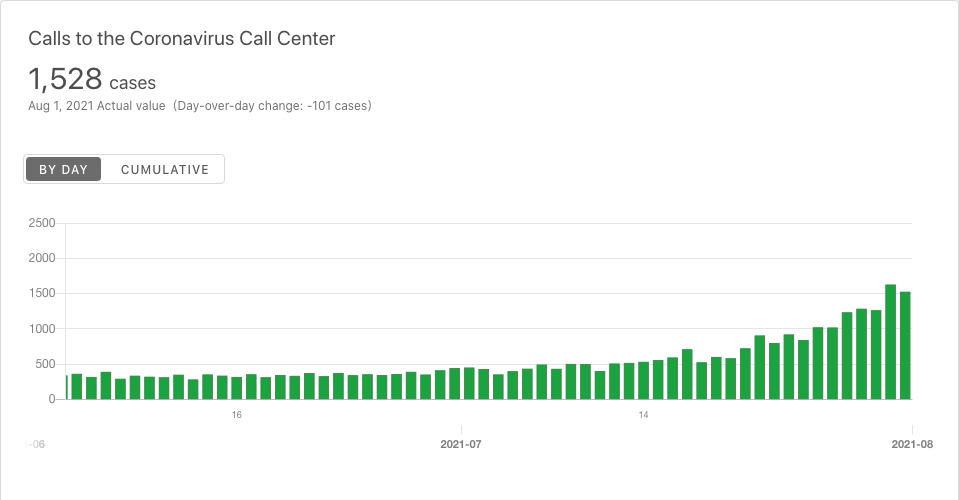 Calls to the Coronavirus Call Center
1,528 cases
Aug 1, 2021 Actual value (Day-over-day change: -101 cases)
BY DAY CUMULATIVE
2500
2000
1500
1000
500
0
16 14
-06 2021-07 2021-08